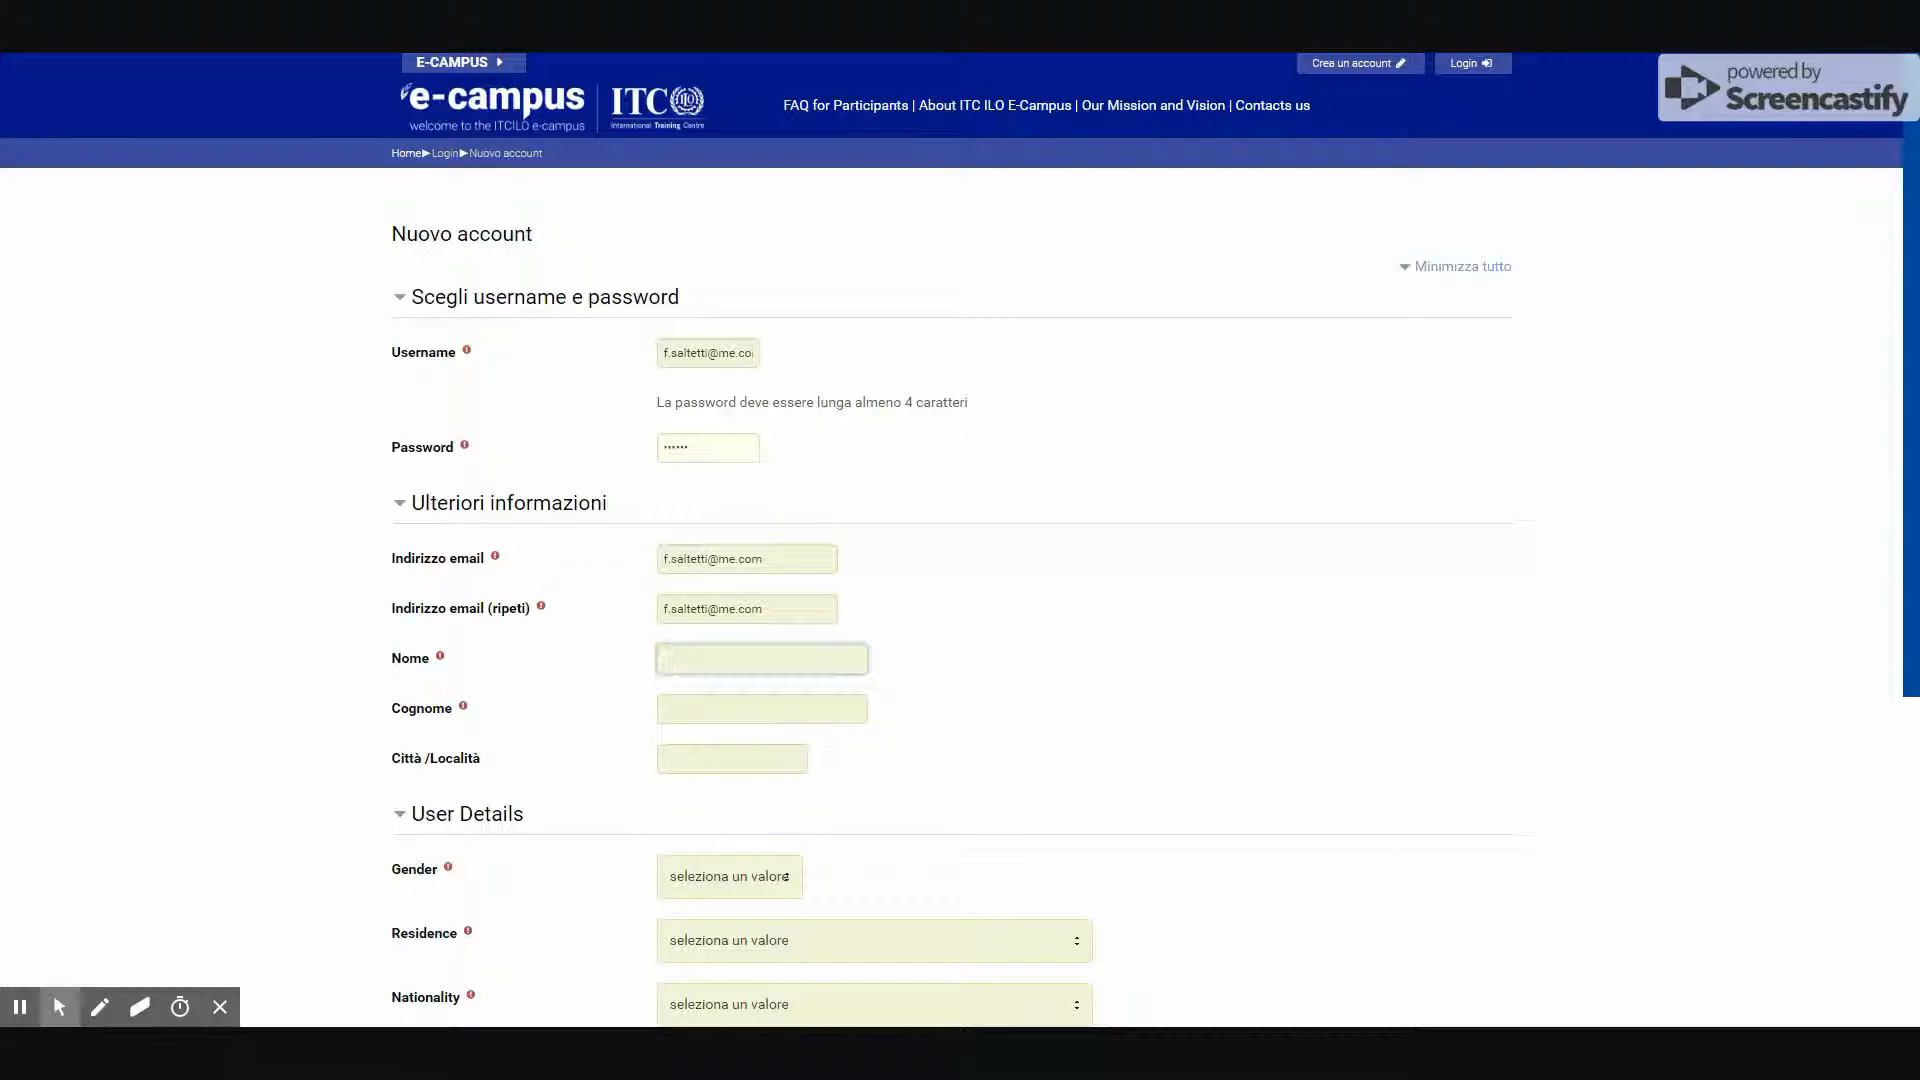 E-CAMPUS
Crea un account
Login
powered by
Screencastify
e-campus
welcome to the ITCILO e-campus
ITC
International Training Centre
FAQ for Participants | About ITC ILO E-Campus | Our Mission and Vision | Contacts us
Home Login Nuovo account
Nuovo account
Minimizza tutto
Scegli username e password
Username
f.saltetti@me.co
La password deve essere lunga almeno 4 caratteri
Password
••••••
Ulteriori informazioni
Indirizzo email
f.saltetti@me.com
Indirizzo email (ripeti)
f.saltetti@me.com
Nome
Cognome
Città /Località
User Details
Gender
seleziona un valore
Residence
seleziona un valore
Nationality
seleziona un valore